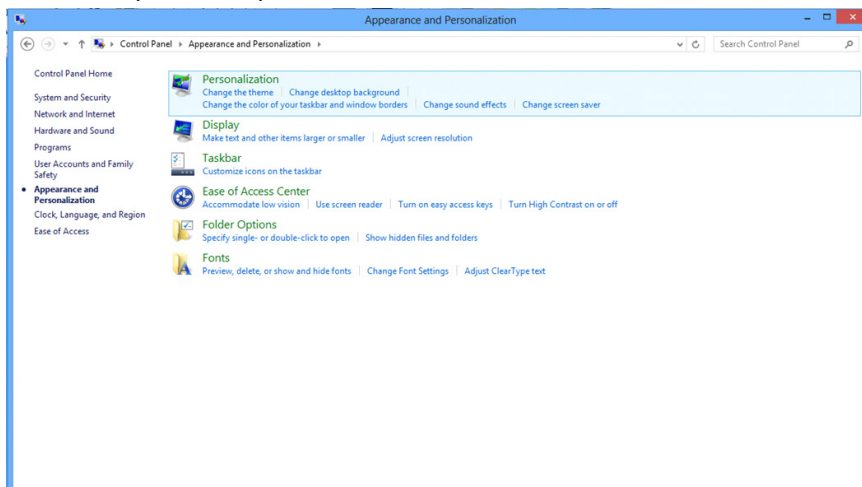 Appearance and Personalization
Control Panel Appearance and Personalization
Search Control Panel
Control Panel Home
System and Security
Network and Internet
Hardware and Sound
Programs
User Accounts and Family
Safety
Appearance and
Personalization
Clock, Language, and Region
Ease of Access
Personalization
Change the theme Change desktop background
Change the color of your taskbar and window borders Change sound effects Change screen saver
Display
Make text and other items larger or smaller Adjust screen resolution
Taskbar
Customize icons on the taskbar
Ease of Access Center
Accommodate low vision Use screen reader Turn on easy access keys Turn High Contrast on or off
Folder Options
Specify single- or double-click to open Show hidden files and folders
Fonts
Preview, delete, or show and hide fonts Change Font Settings Adjust ClearType text